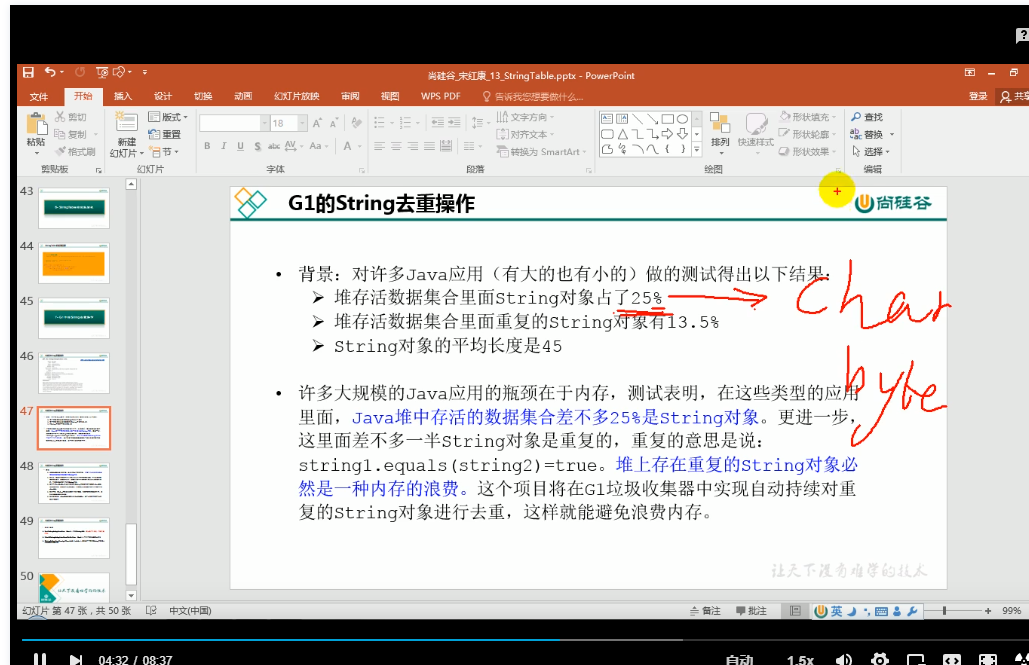 ?
尚硅谷_宋红康_13_StringTable.pptx - PowerPoint
文件 开始 插入 设计 切换 动画 幻灯片放映 审阅 视图 WPS PDF 告诉我您想要做什么... 登录 共享
粘贴 剪切 复制 格式刷
新建 幻灯片 版式 重置 节
18
B I U S abc AV Aa A
文字方向 对齐文本 转换为 SmartArt
排列 快速样式 形状填充 形状轮廓 形状效果
查找 替换 选择
剪贴板 幻灯片 字体 段落 绘图 编辑
43
44
45
46
47
48
49
50
G1的String去重操作
尚硅谷
• 背景：对许多Java应用（有大的也有小的）做的测试得出以下结果：
➢ 堆存活数据集合里面String对象占了25%
char
➢ 堆存活数据集合里面重复的String对象有13.5%
➢ String对象的平均长度是45
byte
• 许多大规模的Java应用的瓶颈在于内存，测试表明，在这些类型的应用
里面，Java堆中存活的数据集合差不多25%是String对象。更进一步，
这里面差不多一半String对象是重复的，重复的意思是说：
string1.equals(string2)=true。堆上存在重复的String对象必
然是一种内存的浪费。这个项目将在G1垃圾收集器中实现自动持续对重
复的String对象进行去重，这样就能避免浪费内存。
让天下没有难学的技术
幻灯片 第 47 张，共 50 张 中文(中国) 备注 批注 英 99%
04:32 / 08:37 自动 1.5x